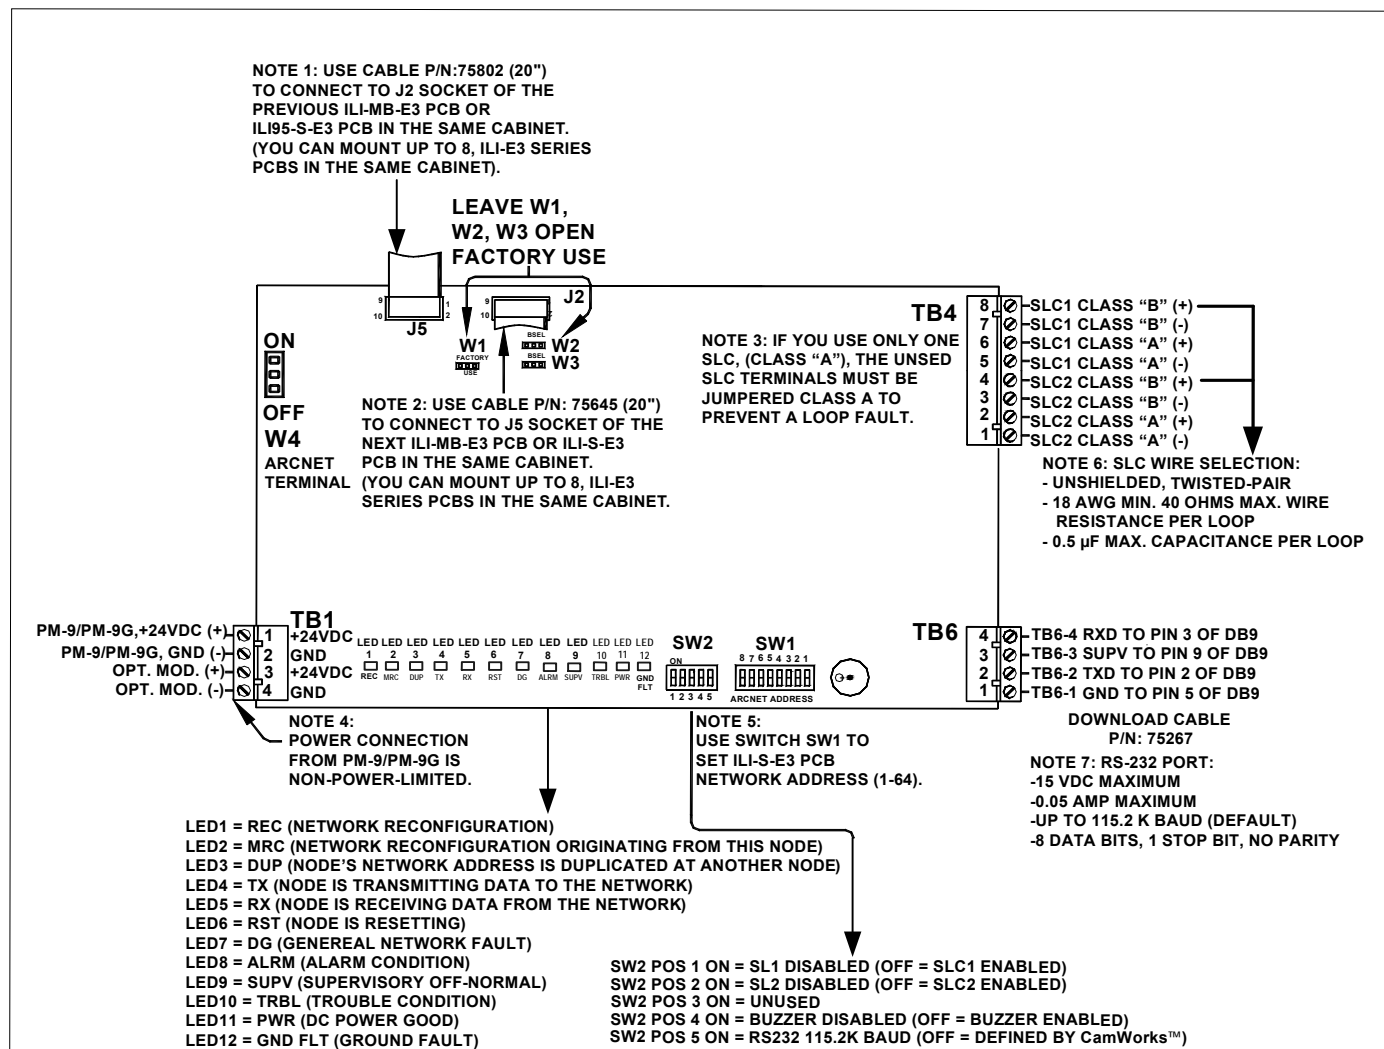 NOTE 1: USE CABLE P/N:75802 (20")
TO CONNECT TO J2 SOCKET OF THE
PREVIOUS ILI-MB-E3 PCB OR
ILI95-S-E3 PCB IN THE SAME CABINET.
(YOU CAN MOUNT UP TO 8, ILI-E3 SERIES
PCBS IN THE SAME CABINET).
LEAVE W1,
W2, W3 OPEN
FACTORY USE
9 1
10 2
J5
9
10
J2
W1
FACTORY
USE
BSEL
W2
BSEL
W3
ON
OFF
W4
ARCNET
TERMINAL
NOTE 2: USE CABLE P/N: 75645 (20")
TO CONNECT TO J5 SOCKET OF THE
NEXT ILI-MB-E3 PCB OR ILI-S-E3
PCB IN THE SAME CABINET.
(YOU CAN MOUNT UP TO 8, ILI-E3
SERIES PCBS IN THE SAME CABINET.
NOTE 3: IF YOU USE ONLY ONE
SLC, (CLASS “A”), THE UNSED
SLC TERMINALS MUST BE
JUMPERED CLASS A TO
PREVENT A LOOP FAULT.
TB4
8 SLC1 CLASS “B” (+)
7 SLC1 CLASS “B” (-)
6 SLC1 CLASS “A” (+)
5 SLC1 CLASS “A” (-)
4 SLC2 CLASS “B” (+)
3 SLC2 CLASS “B” (-)
2 SLC2 CLASS “A” (+)
1 SLC2 CLASS “A” (-)
NOTE 6: SLC WIRE SELECTION:
- UNSHIELDED, TWISTED-PAIR
- 18 AWG MIN. 40 OHMS MAX. WIRE
RESISTANCE PER LOOP
- 0.5 µF MAX. CAPACITANCE PER LOOP
TB1
PM-9/PM-9G,+24VDC (+) 1 +24VDC
PM-9/PM-9G, GND (-) 2 GND
OPT. MOD. (+) 3 +24VDC
OPT. MOD. (-) 4 GND
LED LED LED LED LED LED LED LED LED LED LED LED
1 2 3 4 5 6 7 8 9 10 11 12
REC MRC DUP TX RX RST DG ALRM SUPV TRBL PWR GND
FLT
SW2
ON
1 2 3 4 5
SW1
8 7 6 5 4 3 2 1
ARCNET ADDRESS
TB6
4 TB6-4 RXD TO PIN 3 OF DB9
3 TB6-3 SUPV TO PIN 9 OF DB9
2 TB6-2 TXD TO PIN 2 OF DB9
1 TB6-1 GND TO PIN 5 OF DB9
DOWNLOAD CABLE
P/N: 75267
NOTE 7: RS-232 PORT:
-15 VDC MAXIMUM
-0.05 AMP MAXIMUM
-UP TO 115.2 K BAUD (DEFAULT)
-8 DATA BITS, 1 STOP BIT, NO PARITY
NOTE 4:
POWER CONNECTION
FROM PM-9/PM-9G IS
NON-POWER-LIMITED.
NOTE 5:
USE SWITCH SW1 TO
SET ILI-S-E3 PCB
NETWORK ADDRESS (1-64).
LED1 = REC (NETWORK RECONFIGURATION)
LED2 = MRC (NETWORK RECONFIGURATION ORIGINATING FROM THIS NODE)
LED3 = DUP (NODE’S NETWORK ADDRESS IS DUPLICATED AT ANOTHER NODE)
LED4 = TX (NODE IS TRANSMITTING DATA TO THE NETWORK)
LED5 = RX (NODE IS RECEIVING DATA FROM THE NETWORK)
LED6 = RST (NODE IS RESETTING)
LED7 = DG (GENEREAL NETWORK FAULT)
LED8 = ALRM (ALARM CONDITION)
LED9 = SUPV (SUPERVISORY OFF-NORMAL)
LED10 = TRBL (TROUBLE CONDITION)
LED11 = PWR (DC POWER GOOD)
LED12 = GND FLT (GROUND FAULT)
SW2 POS 1 ON = SL1 DISABLED (OFF = SLC1 ENABLED)
SW2 POS 2 ON = SL2 DISABLED (OFF = SLC2 ENABLED)
SW2 POS 3 ON = UNUSED
SW2 POS 4 ON = BUZZER DISABLED (OFF = BUZZER ENABLED)
SW2 POS 5 ON = RS232 115.2K BAUD (OFF = DEFINED BY CamWorks™)